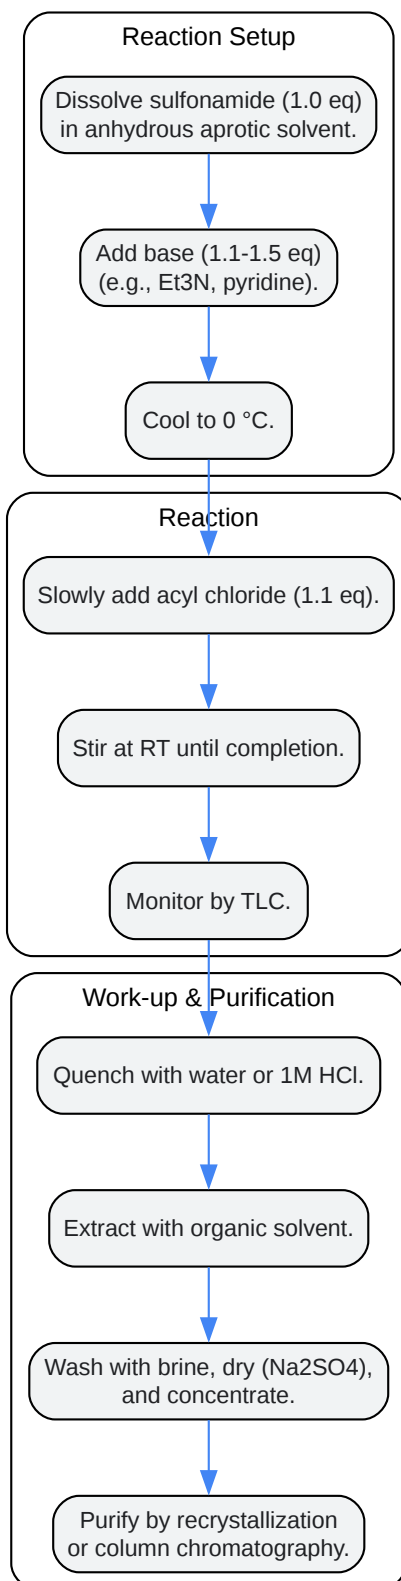 Reaction Setup
Dissolve sulfonamide (1.0 eq)
in anhydrous aprotic solvent.
Add base (1.1-1.5 eq)
(e.g., Et3N, pyridine).
Cool to 0 °C.
Reaction
Slowly add acyl chloride (1.1 eq).
Stir at RT until completion.
Monitor by TLC.
Work-up & Purification
Quench with water or 1M HCl.
Extract with organic solvent.
Wash with brine, dry (Na2SO4),
and concentrate.
Purify by recrystallization
or column chromatography.